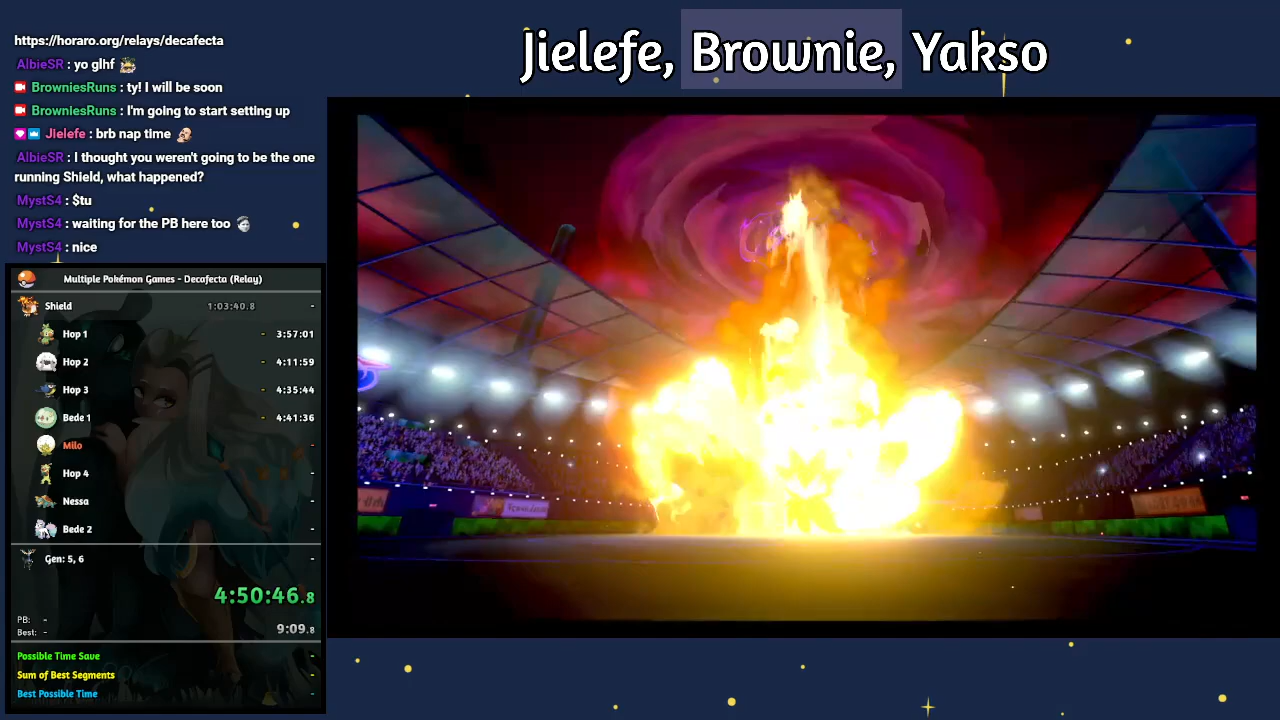 Jielefe, Brownie, Yakso
https://horaro.org/relays/decafecta
AlbieSR : yo glhf
BrowniesRuns : ty! I will be soon
BrowniesRuns : I'm going to start setting up
Jielefe : brb nap time
AlbieSR : I thought you weren't going to be the one
running Shield, what happened?
MystS4 : $tu
MystS4 : waiting for the PB here too
MystS4 : nice
Multiple Pokémon Games - Decafecta (Relay)
Shield 1:03:40.8 -
Hop 1 - 3:57:01
Hop 2 - 4:11:59
Hop 3 - 4:35:44
Bede 1 - 4:41:36
Milo -
Hop 4 -
Nessa -
Bede 2 -
Gen: 5, 6 -
4:50:46.8
PB: -
Best: -
9:09.8
Possible Time Save -
Sum of Best Segments -
Best Possible Time -